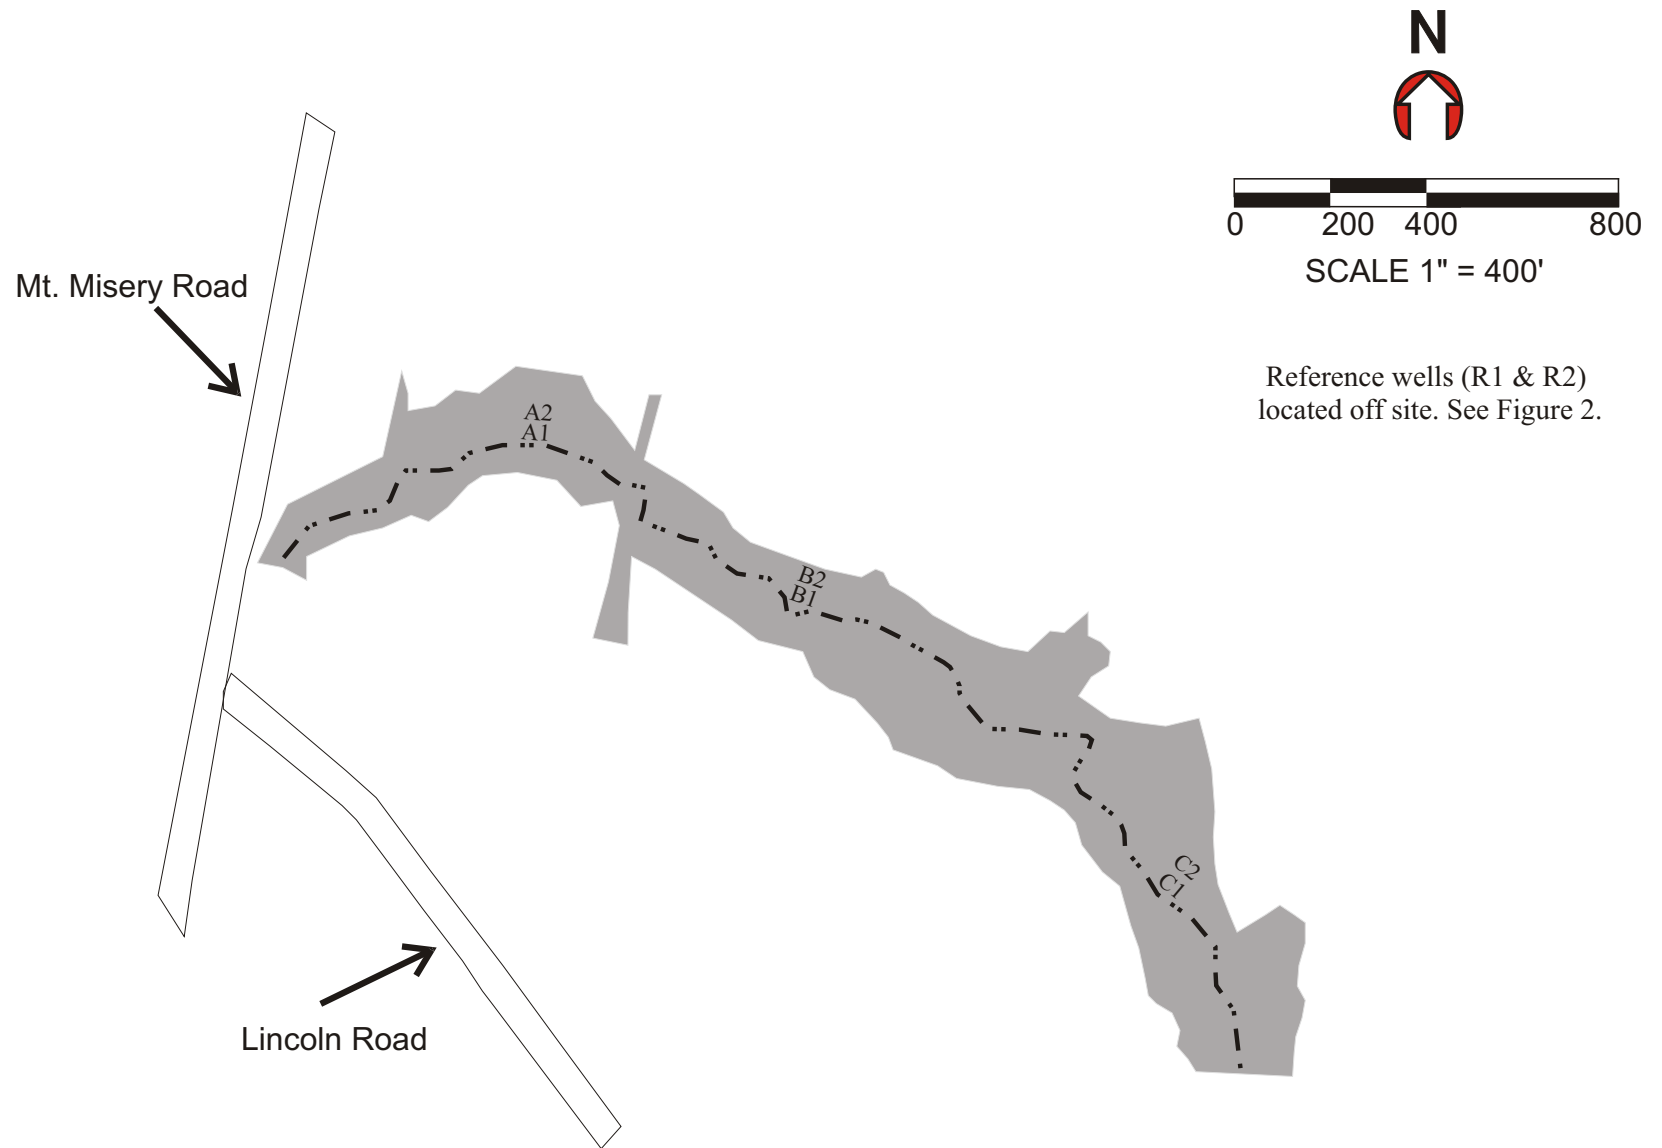 N
0 200 400 800
SCALE 1" = 400'
Mt. Misery Road
Reference wells (R1 & R2)
located off site. See Figure 2.
A2
A1
B2
B1
C2
C1
Lincoln Road